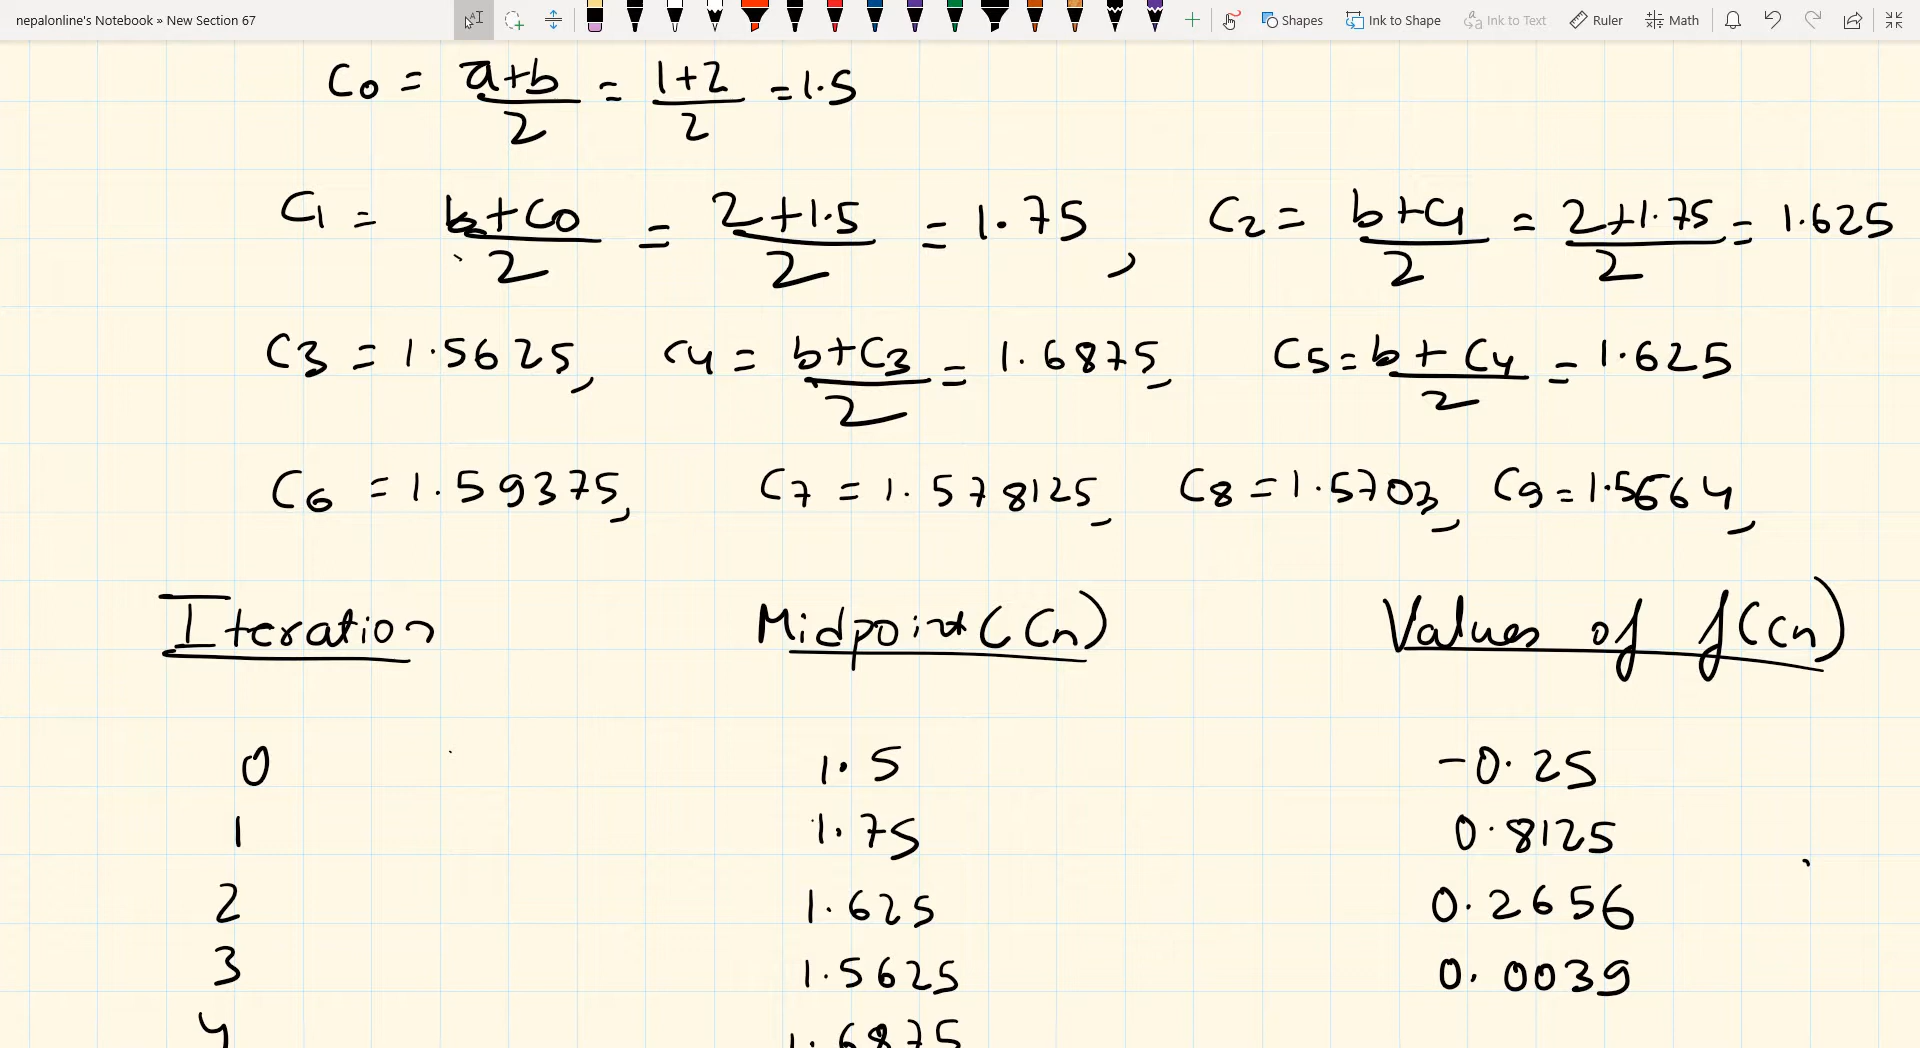 nepalonline's Notebook » New Section 67 Shapes Ink to Shape Ink to Text Ruler Math
C0 = a+b/2 = 1+2/2 = 1.5
C1 = b+C0/2 = 2+1.5/2 = 1.75, C2 = b+C1/2 = 2+1.75/2 = 1.625
C3 = 1.5625, C4 = b+C3/2 = 1.6875, C5 = b+C4/2 = 1.625
C6 = 1.59375, C7 = 1.578125, C8 = 1.5703, C9 = 1.5664,
Iteration Midpoint (Cn) Values of f(Cn)
0 1.5 -0.25
1 1.75 0.8125
2 1.625 0.2656
3 1.5625 0.0039
4 1.6875